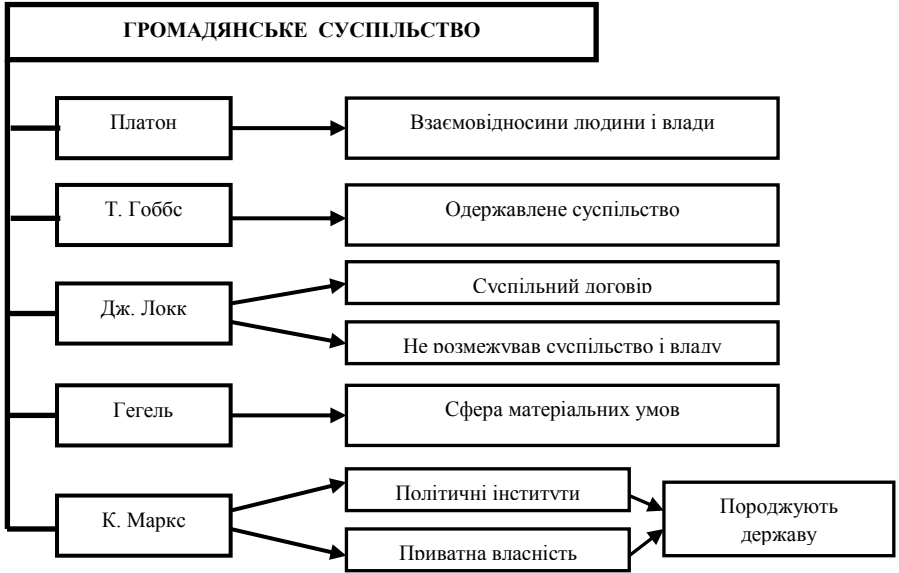 ГРОМАДЯНСЬКЕ СУСПІЛЬСТВО
Платон
Взаємовідносини людини і влади
Т. Гоббс
Одержавлене суспільство
Дж. Локк
Суспільний договір
Не розмежував суспільство і владу
Гегель
Сфера матеріальних умов
К. Маркс
Політичні інститути
Приватна власність
Породжують
державу